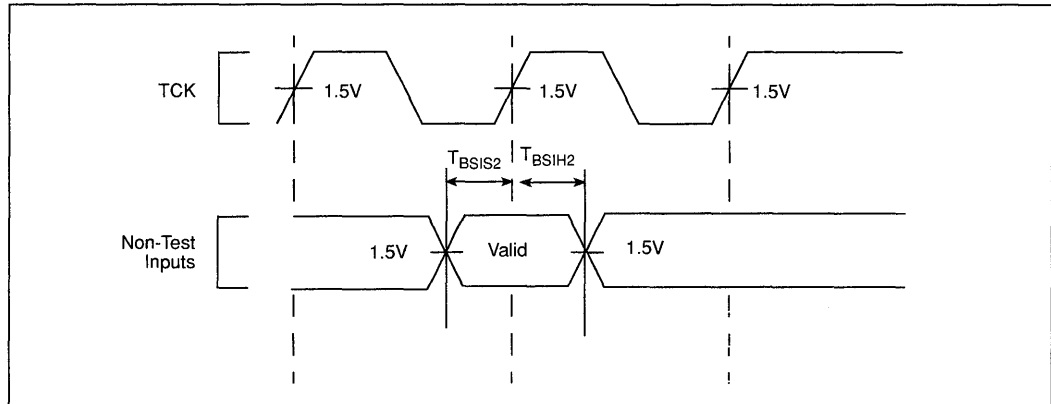 TCK
1.5V
1.5V
1.5V
TBSIS2
TBSIH2
Non-Test
Inputs
1.5V
Valid
1.5V